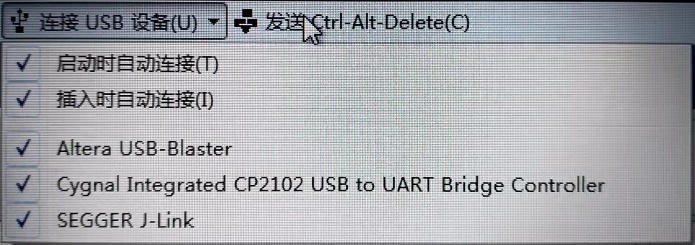 连接 USB 设备(U) 发送 Ctrl-Alt-Delete(C)
启动时自动连接(T)
插入时自动连接(I)
Altera USB-Blaster
Cygnal Integrated CP2102 USB to UART Bridge Controller
SEGGER J-Link